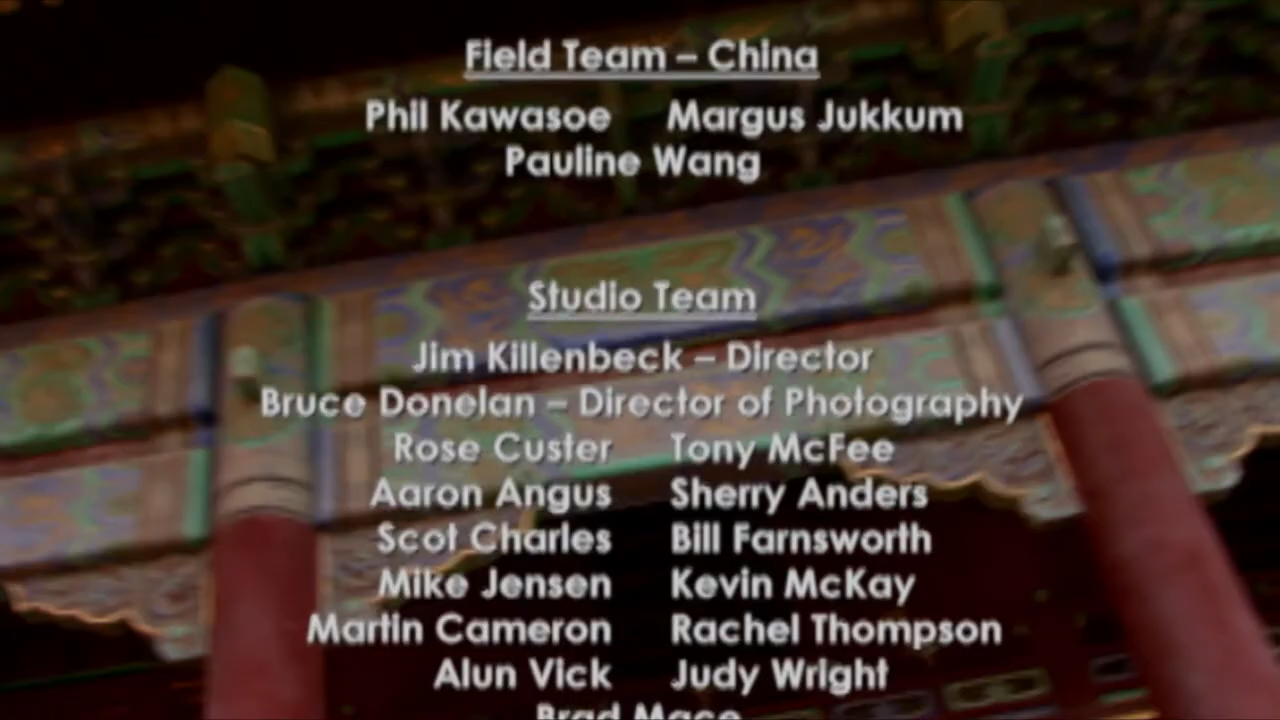 Field Team – China
Phil Kawasoe Margus Jukkum
Pauline Wang
Studio Team
Jim Killenbeck – Director
Bruce Donelan – Director of Photography
Rose Custer Tony McFee
Aaron Angus Sherry Anders
Scot Charles Bill Farnsworth
Mike Jensen Kevin McKay
Martin Cameron Rachel Thompson
Alun Vick Judy Wright
Brad Mace